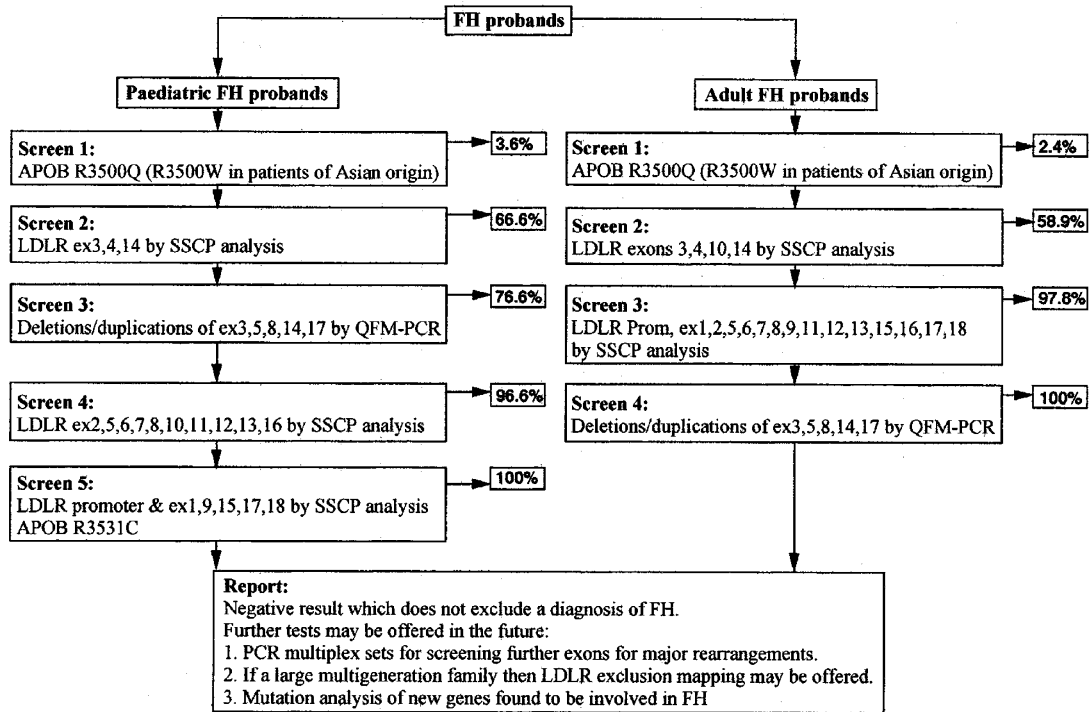 FH probands
Paediatric FH probands
Screen 1:
3.6%
APOB R3500Q (R3500W in patients of Asian origin)
Screen 2:
66.6%
LDLR ex3,4,14 by SSCP analysis
Screen 3:
76.6%
Deletions/duplications of ex3,5,8,14,17 by QFM-PCR
Screen 4:
96.6%
LDLR ex2,5,6,7,8,10,11,12,13,16 by SSCP analysis
Screen 5:
100%
LDLR promoter & ex1,9,15,17,18 by SSCP analysis
APOB R3531C
Adult FH probands
Screen 1:
2.4%
APOB R3500Q (R3500W in patients of Asian origin)
Screen 2:
58.9%
LDLR exons 3,4,10,14 by SSCP analysis
Screen 3:
97.8%
LDLR Prom, ex1,2,5,6,7,8,9,11,12,13,15,16,17,18
by SSCP analysis
Screen 4:
100%
Deletions/duplications of ex3,5,8,14,17 by QFM-PCR
Report:
Negative result which does not exclude a diagnosis of FH.
Further tests may be offered in the future:
1. PCR multiplex sets for screening further exons for major rearrangements.
2. If a large multigeneration family then LDLR exclusion mapping may be offered.
3. Mutation analysis of new genes found to be involved in FH